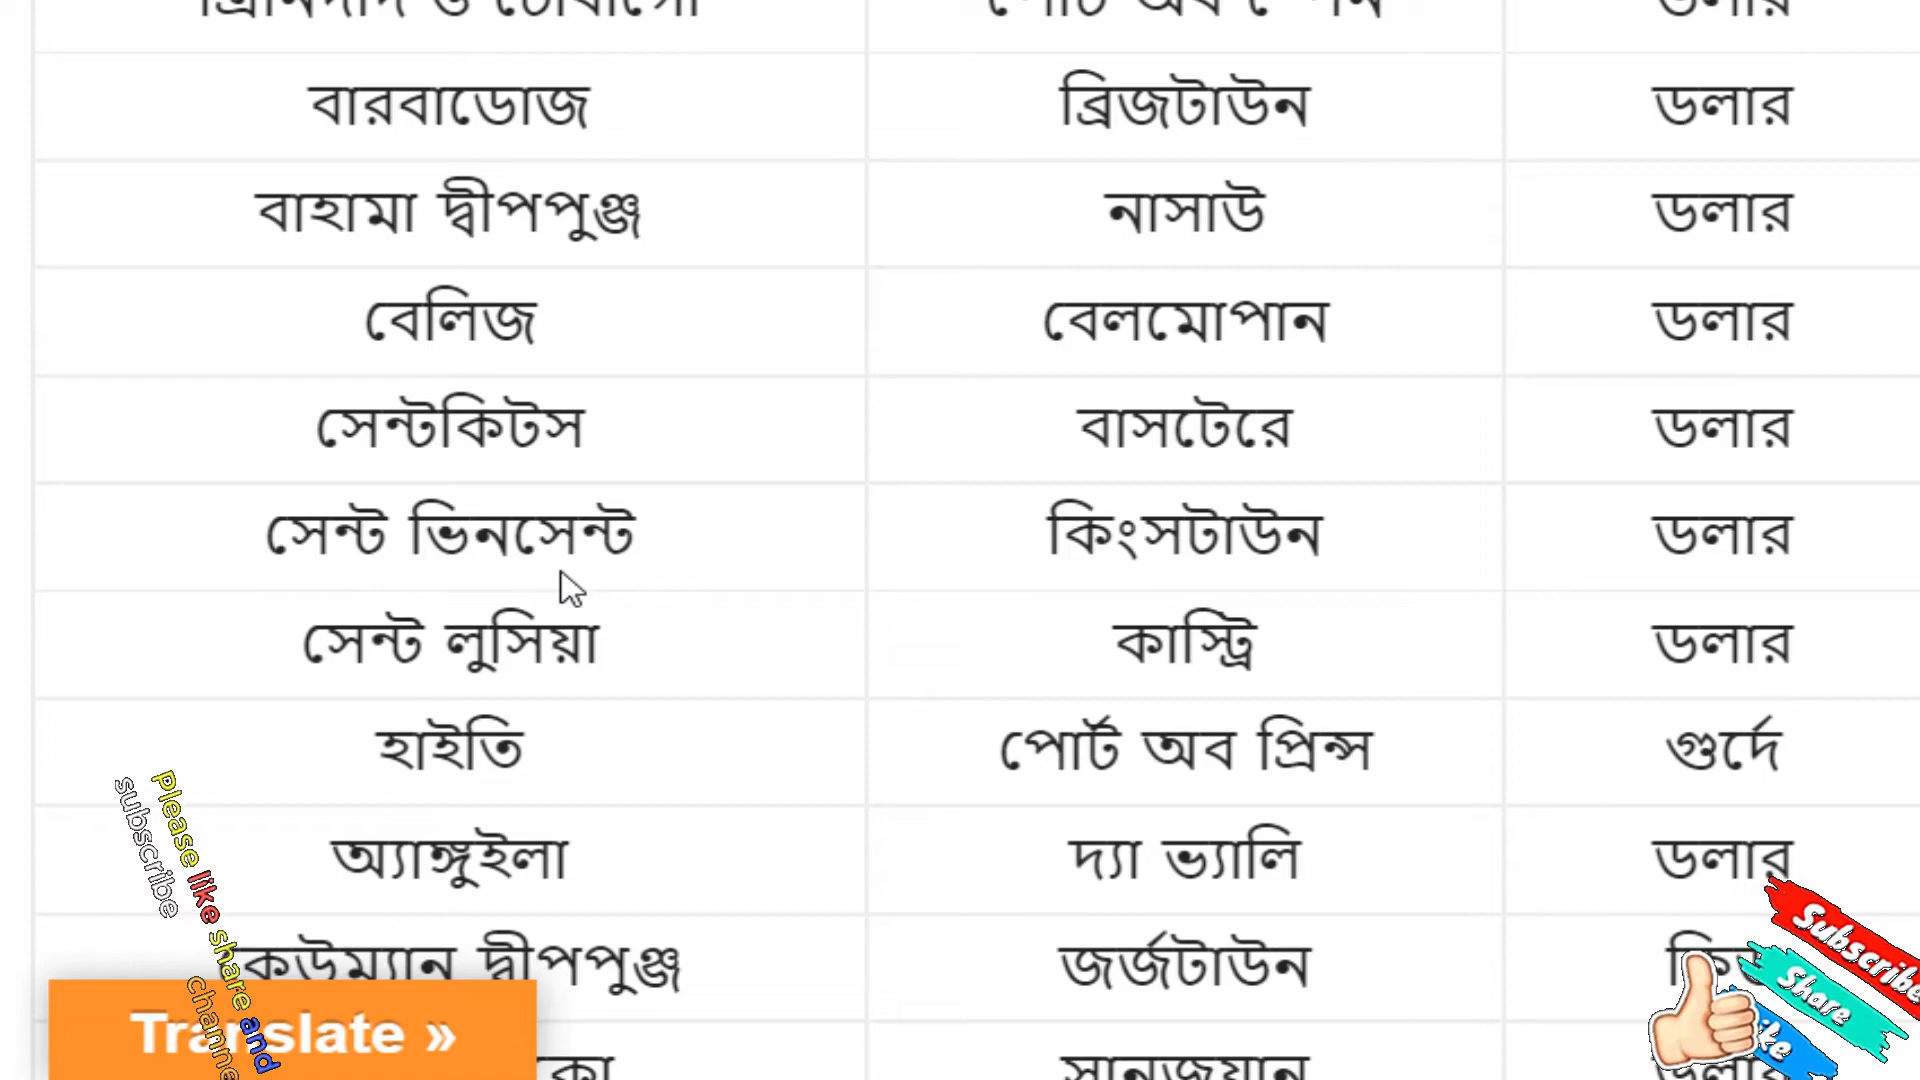 বারবাডোজ ব্রিজটাউন ডলার
বাহামা দ্বীপপুঞ্জ নাসাউ ডলার
বেলিজ বেলমোপান ডলার
সেন্টকিটস বাসটেরে ডলার
সেন্ট ভিনসেন্ট কিংসটাউন ডলার
সেন্ট লুসিয়া কাস্ট্রি ডলার
হাইতি পোর্ট অব প্রিন্স গুর্দে
অ্যাঙ্গুইলা দ্যা ভ্যালি ডলার
দ্বীপপুঞ্জ জর্জটাউন
Translate »
Please like share and
subscribe
channel
Subscribe
Share